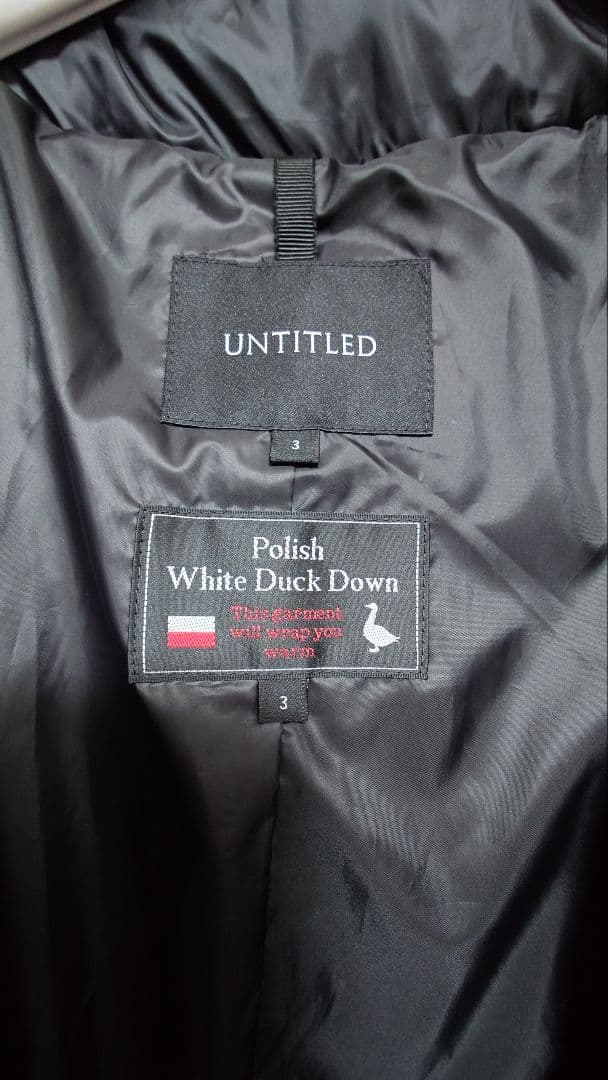 UNTITLED
3
Polish
White Duck Down
This garment
will wrap you
warm
3